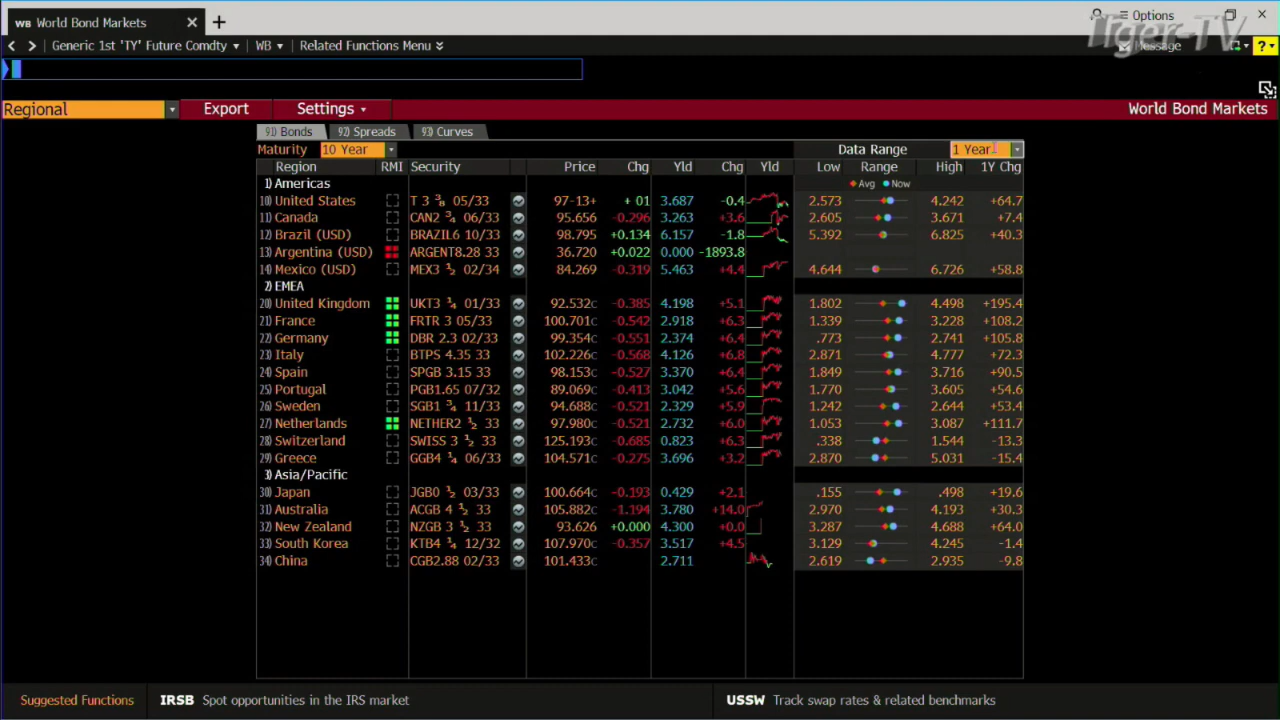 WB World Bond Markets × +
Options
Tiger-TV
Generic 1st 'TY' Future Comdty WB Related Functions Menu
Message
Regional Export Settings World Bond Markets
91) Bonds 92) Spreads 93) Curves
Maturity 10 Year Data Range 1 Year
Region RMI Security Price Chg Yld Chg Yld Low Range High 1Y Chg
1) Americas Avg Now
10) United States T 3 ³⁄₈ 05/33 97-13+ + 01 3.687 -0.4 2.573 4.242 +64.7
11) Canada CAN2 ³⁄₄ 06/33 95.656 -0.296 3.263 +3.6 2.605 3.671 +7.4
12) Brazil (USD) BRAZIL6 10/33 98.795 +0.134 6.157 -1.8 5.392 6.825 +40.3
13) Argentina (USD) ARGENT8.28 33 36.720 +0.022 0.000 -1893.8
14) Mexico (USD) MEX3 ¹⁄₂ 02/34 84.269 -0.319 5.463 +4.4 4.644 6.726 +58.8
2) EMEA
20) United Kingdom UKT3 ¹⁄₄ 01/33 92.532c -0.385 4.198 +5.1 1.802 4.498 +195.4
21) France FRTR 3 05/33 100.701c -0.542 2.918 +6.3 1.339 3.228 +108.2
22) Germany DBR 2.3 02/33 99.354c -0.551 2.374 +6.4 .773 2.741 +105.8
23) Italy BTPS 4.35 33 102.226c -0.568 4.126 +6.8 2.871 4.777 +72.3
24) Spain SPGB 3.15 33 98.153c -0.527 3.370 +6.4 1.849 3.716 +90.5
25) Portugal PGB1.65 07/32 89.069c -0.413 3.042 +5.6 1.770 3.605 +54.6
26) Sweden SGB1 ³⁄₄ 11/33 94.688c -0.521 2.329 +5.9 1.242 2.644 +53.4
27) Netherlands NETHER2 ¹⁄₂ 33 97.980c -0.521 2.732 +6.0 1.053 3.087 +111.7
28) Switzerland SWISS 3 ¹⁄₂ 33 125.193c -0.685 0.823 +6.3 .338 1.544 -13.3
29) Greece GGB4 ¹⁄₄ 06/33 104.571c -0.275 3.696 +3.2 2.870 5.031 -15.4
3) Asia/Pacific
30) Japan JGB0 ¹⁄₂ 03/33 100.664c -0.193 0.429 +2.1 .155 .498 +19.6
31) Australia ACGB 4 ¹⁄₂ 33 105.882c -1.194 3.780 +14.0 2.970 4.193 +30.3
32) New Zealand NZGB 3 ¹⁄₂ 33 93.626 +0.000 4.300 +0.0 3.287 4.688 +64.0
33) South Korea KTB4 ¹⁄₄ 12/32 107.970c -0.357 3.517 +4.5 3.129 4.245 -1.4
34) China CGB2.88 02/33 101.433c 2.711 2.619 2.935 -9.8
Suggested Functions IRSB Spot opportunities in the IRS market USSW Track swap rates & related benchmarks